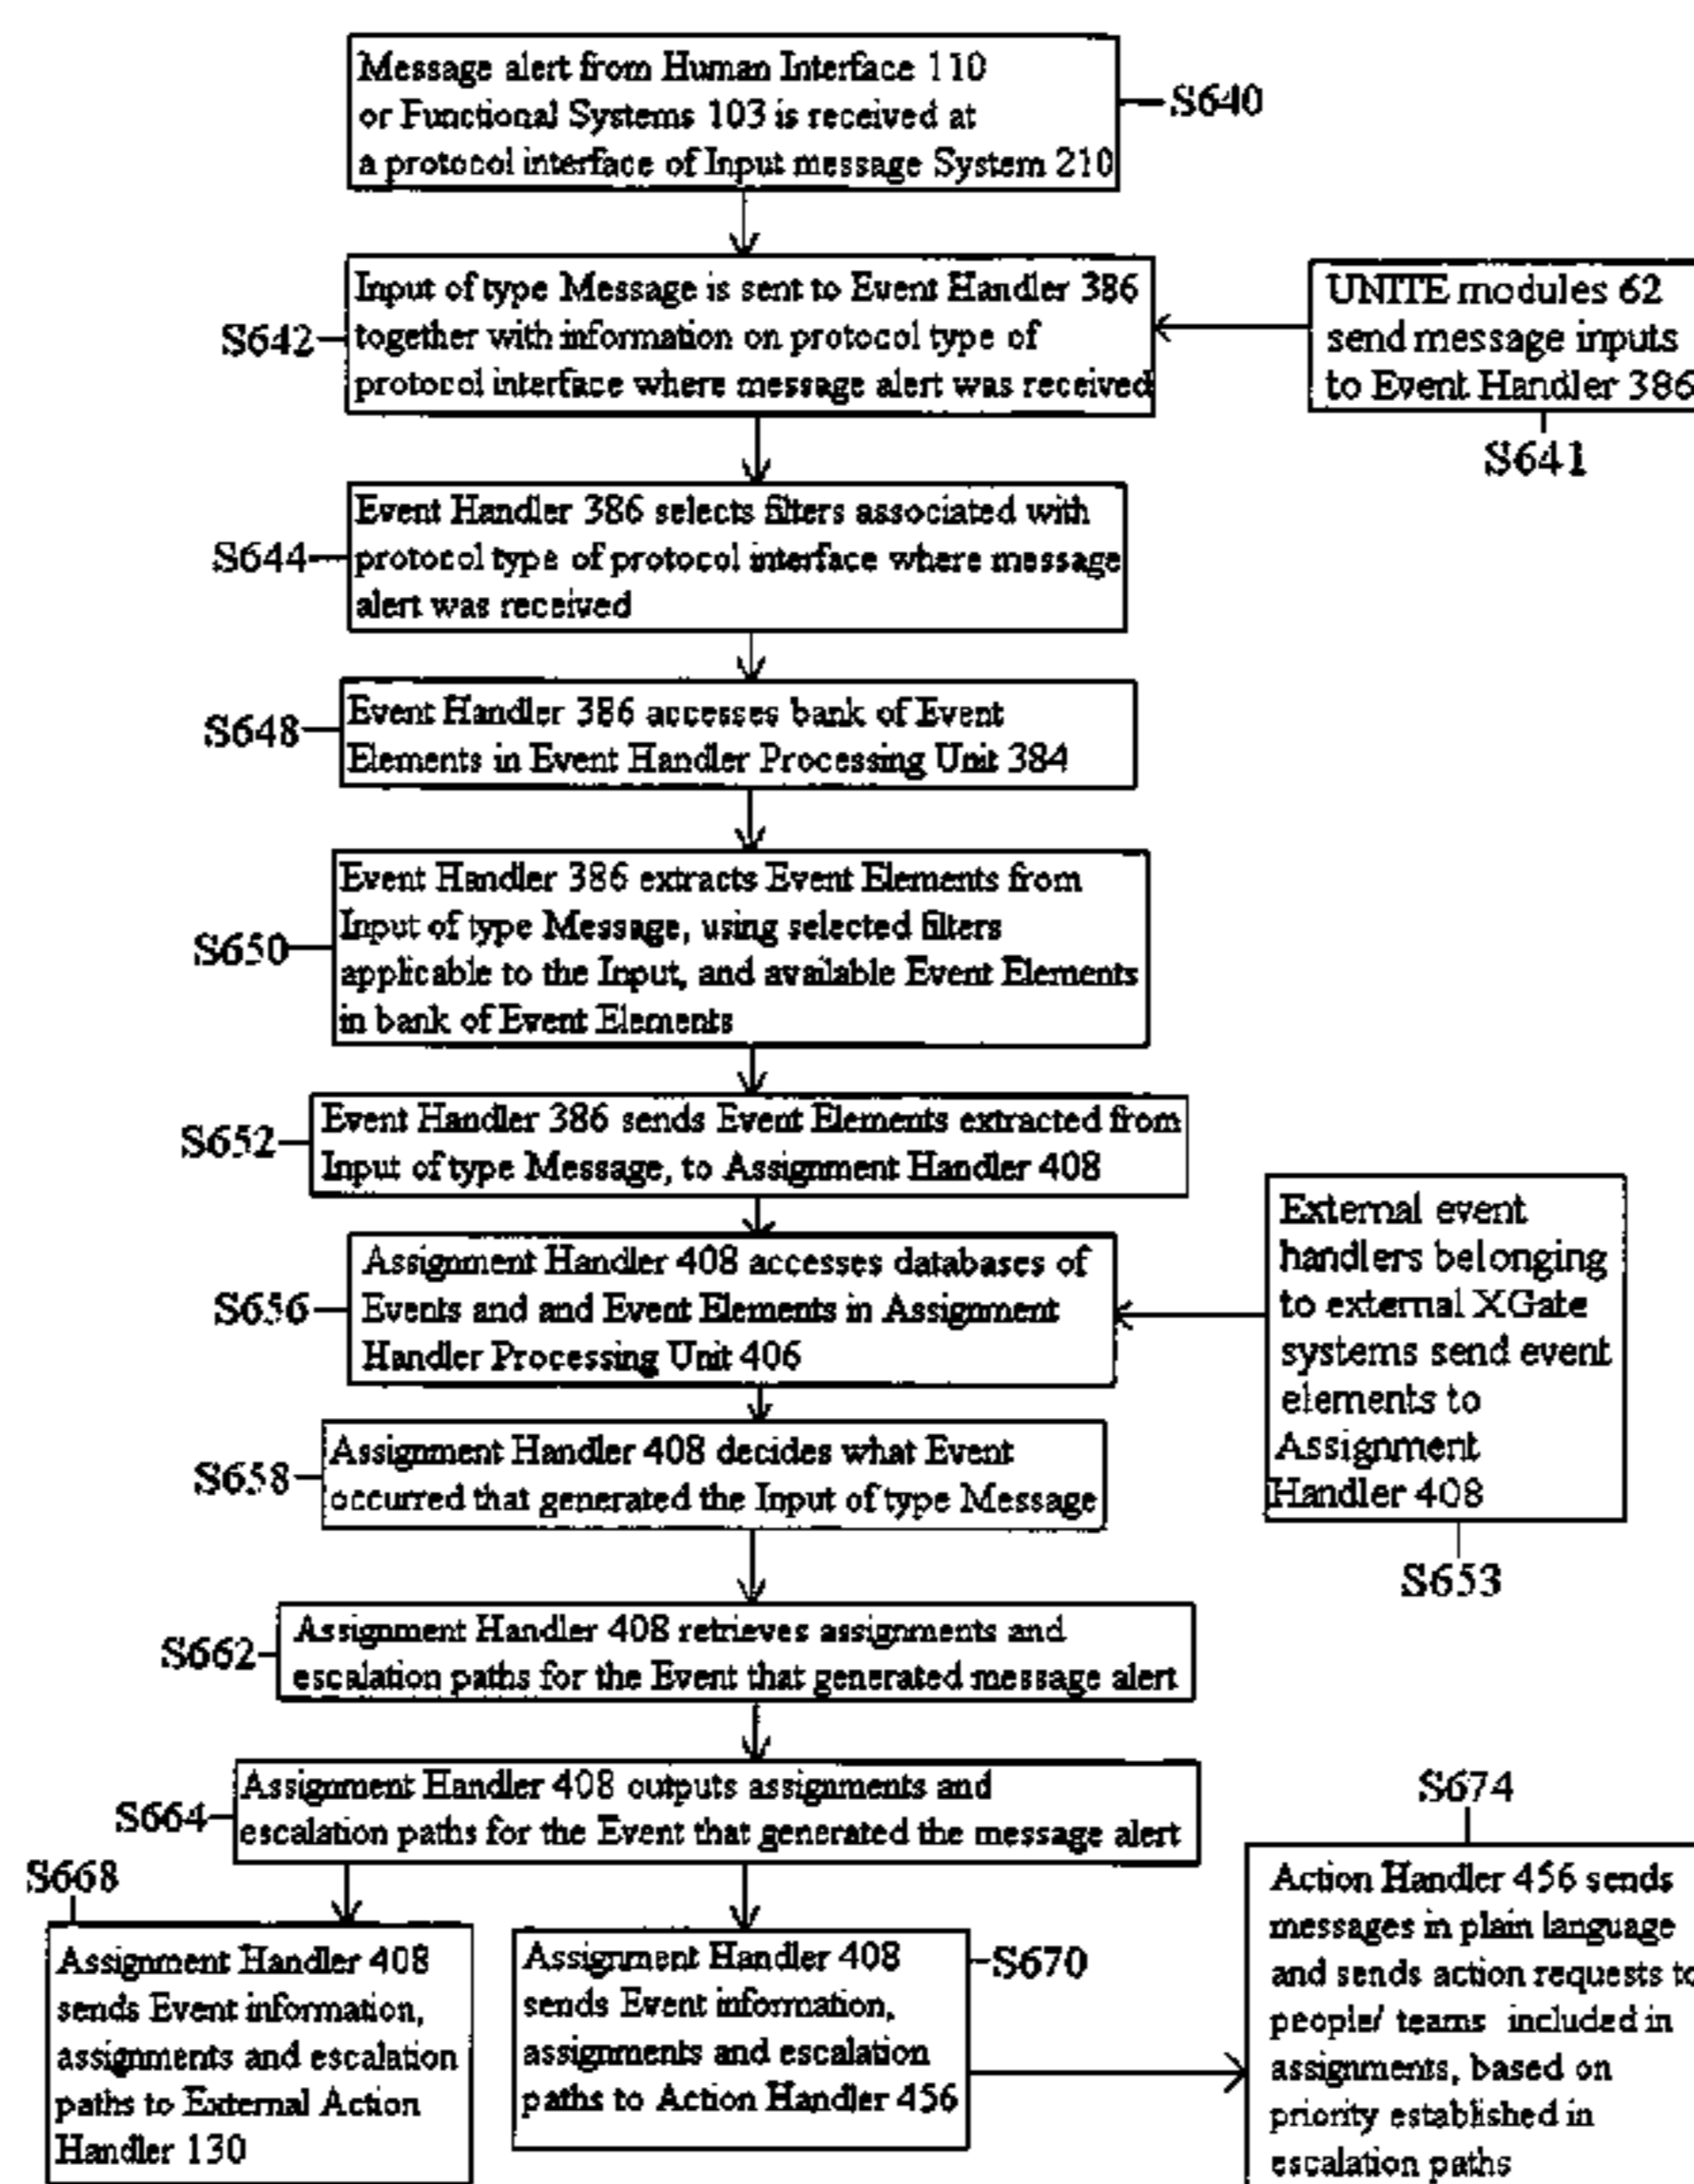 Message alert from Human Interface 110
or Functional Systems 103 is received at
a protocol interface of Input message System 210
S640
Input of type Message is sent to Event Handler 386
together with information on protocol type of
protocol interface where message alert was received
S642
UNITE modules 62
send message inputs
to Event Handler 386
S641
Event Handler 386 selects filters associated with
protocol type of protocol interface where message
alert was received
S644
Event Handler 386 accesses bank of Event
Elements in Event Handler Processing Unit 384
S648
Event Handler 386 extracts Event Elements from
Input of type Message, using selected filters
applicable to the Input, and available Event Elements
in bank of Event Elements
S650
Event Handler 386 sends Event Elements extracted from
Input of type Message, to Assignment Handler 408
S652
External event
handlers belonging
to external XGate
systems send event
elements to
Assignment
Handler 408
S653
Assignment Handler 408 accesses databases of
Events and and Event Elements in Assignment
Handler Processing Unit 406
S656
Assignment Handler 408 decides what Event
occurred that generated the Input of type Message
S658
Assignment Handler 408 retrieves assignments and
escalation paths for the Event that generated message alert
S662
Assignment Handler 408 outputs assignments and
escalation paths for the Event that generated the message alert
S664
S668
Assignment Handler 408
sends Event information,
assignments and escalation
paths to External Action
Handler 130
Assignment Handler 408
sends Event information,
assignments and escalation
paths to Action Handler 456
S670
S674
Action Handler 456 sends
messages in plain language
and sends action requests to
people/ teams included in
assignments, based on
priority established in
escalation paths